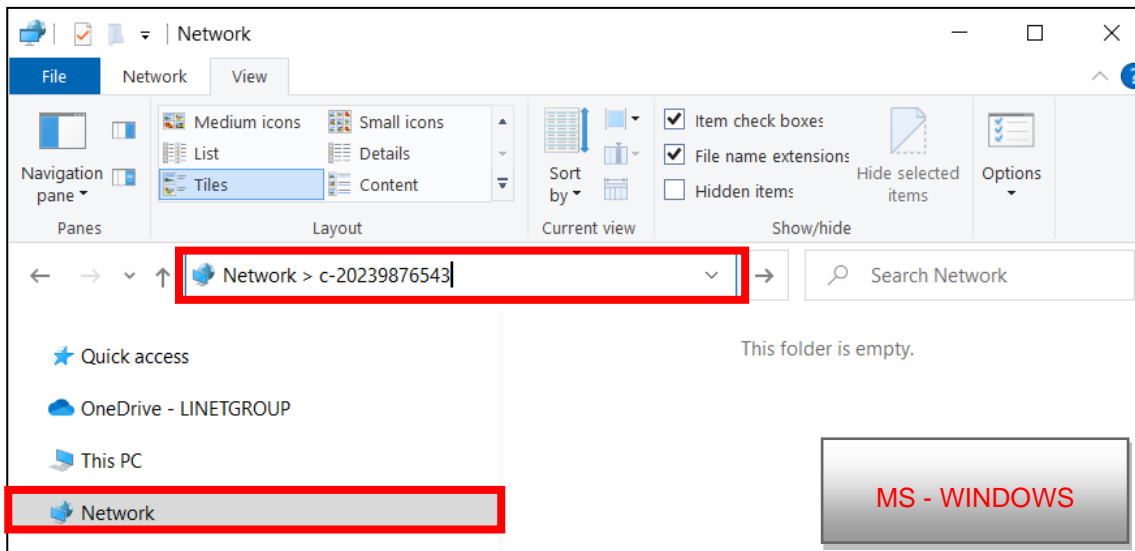 Network
File Network View
Medium icons Small icons
List Details
Tiles Content
Navigation pane
Sort by
Item check boxes
File name extensions
Hidden items
Hide selected items
Options
Panes Layout Current view Show/hide
Network > c-20239876543
Search Network
Quick access
This folder is empty.
OneDrive - LINETGROUP
This PC
Network
MS - WINDOWS